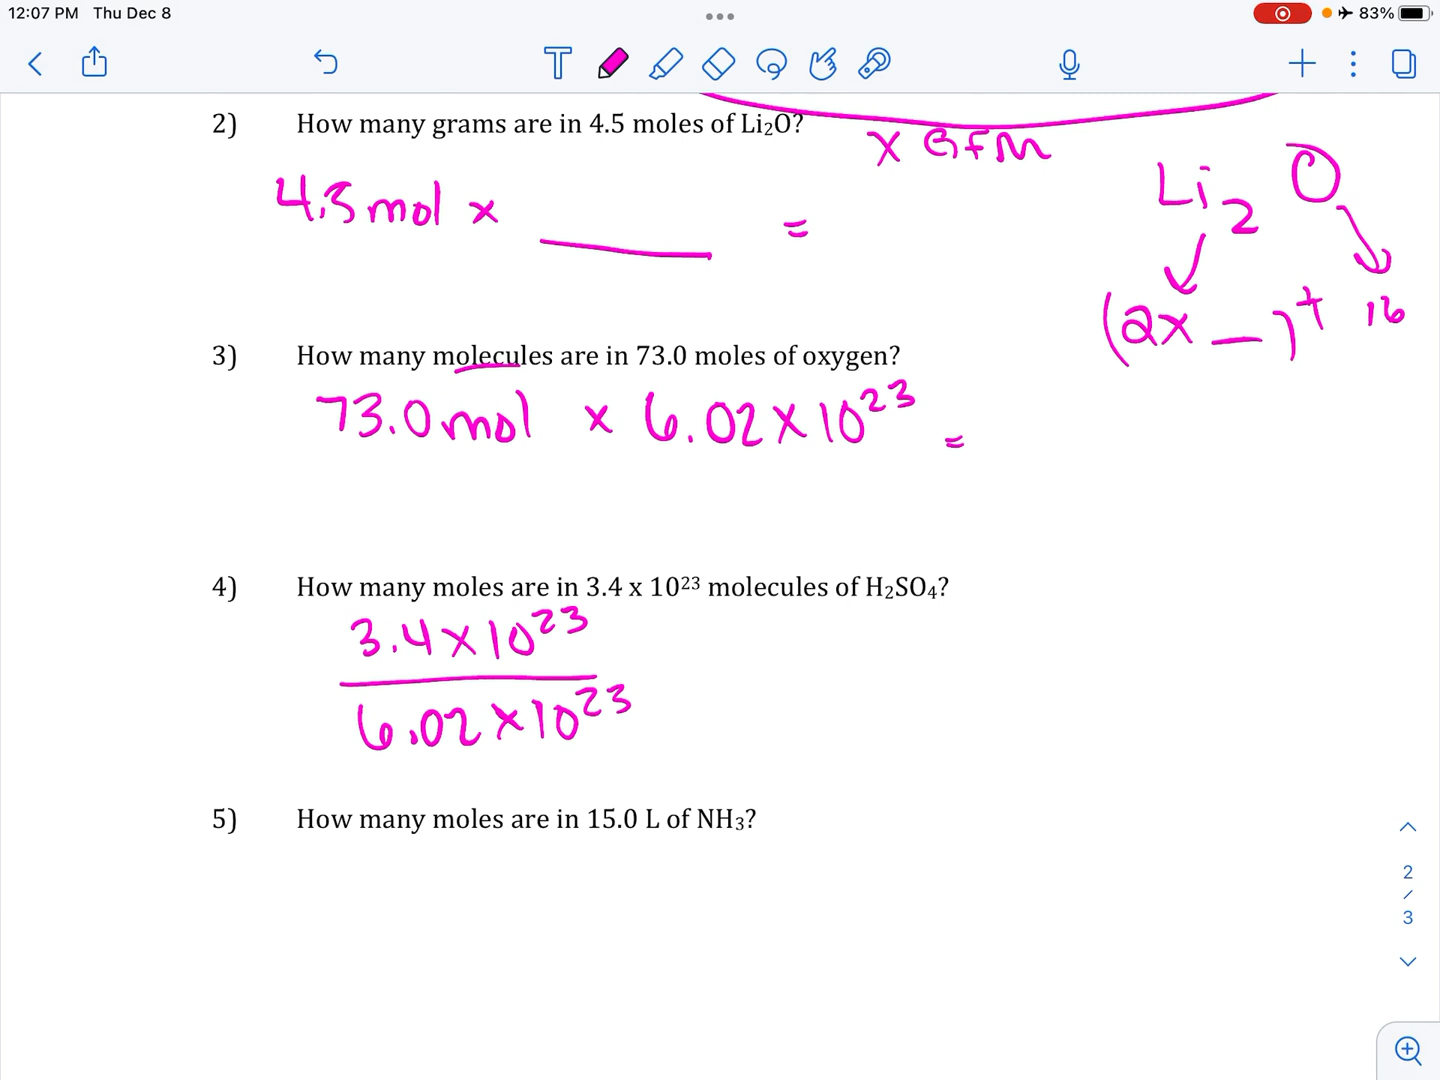 12:07 PM Thu Dec 8
83%
2) How many grams are in 4.5 moles of Li₂O?
x GFM
4.5 mol x ____ =
Li₂O
(2x _) + 16
3) How many molecules are in 73.0 moles of oxygen?
73.0 mol x 6.02 x 10²³ =
4) How many moles are in 3.4 x 10²³ molecules of H₂SO₄?
3.4 x 10²³
6.02 x 10²³
5) How many moles are in 15.0 L of NH₃?
2
/
3